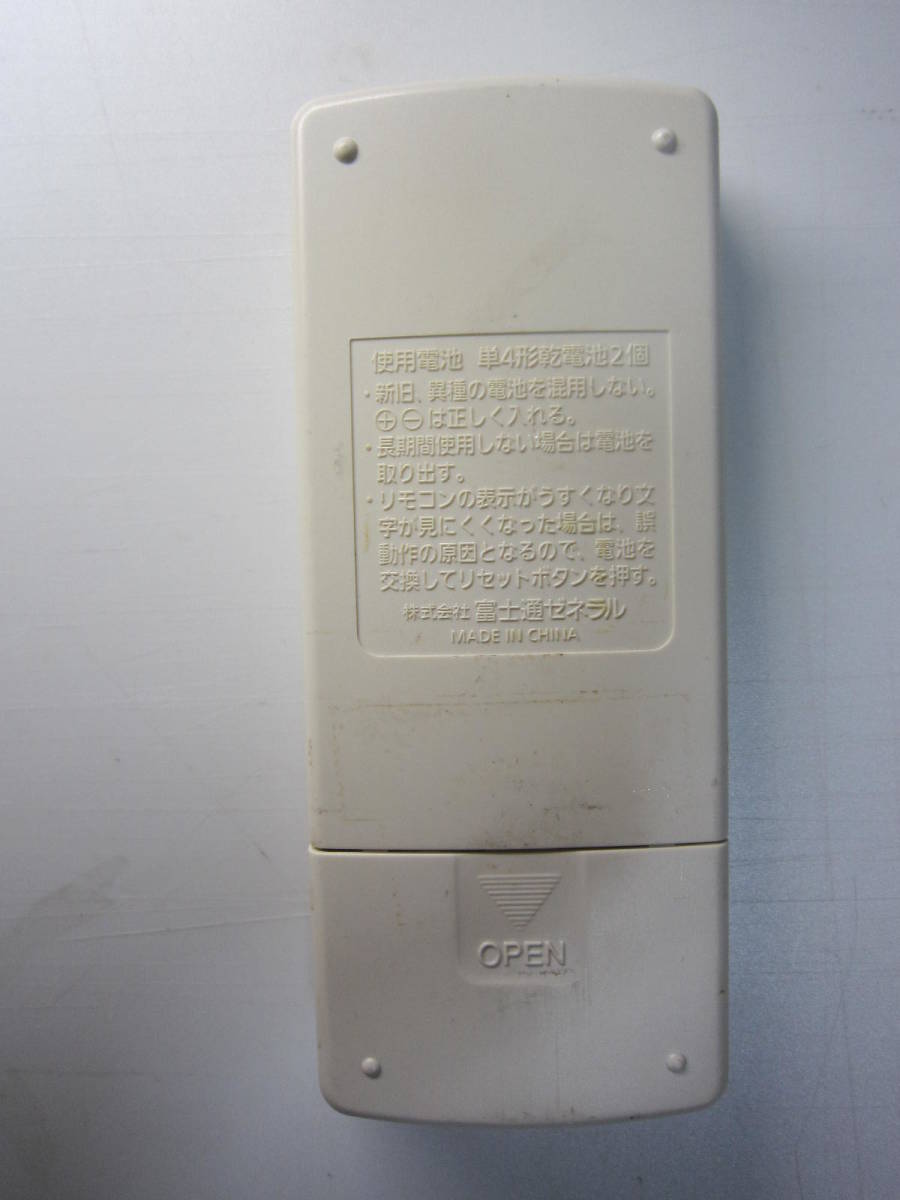 使用電池 単4形乾電池2個
・新旧、異種の電池を混用しない。
⊕⊖は正しく入れる。
・長期間使用しない場合は電池を
取り出す。
・リモコンの表示がうすくなり文
字が見にくくなった場合は、誤
動作の原因となるので、電池を
交換してリセットボタンを押す。
株式会社 富士通ゼネラル
MADE IN CHINA
OPEN